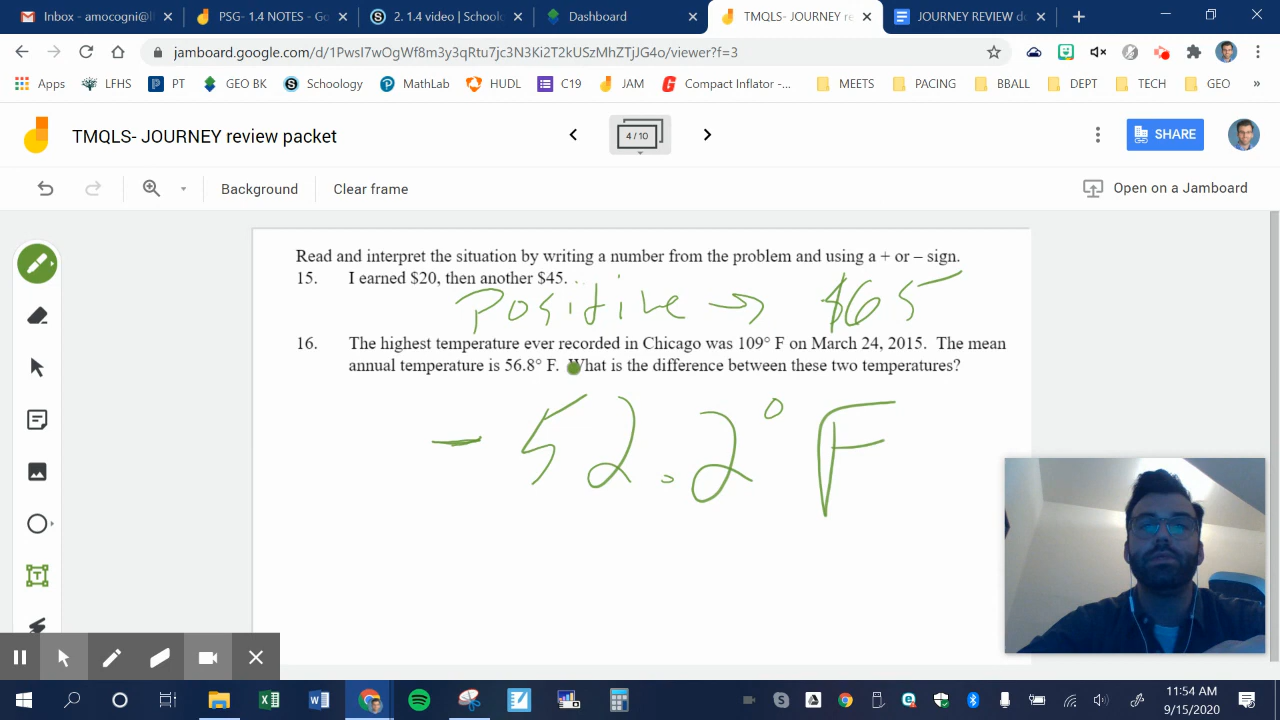 Inbox - amocogni@l
PSG- 1.4 NOTES - Go
2. 1.4 video | Schoolo
Dashboard
TMQLS- JOURNEY re
JOURNEY REVIEW do
jamboard.google.com/d/1PwsI7wOgWf8m3y3qRtu7jc3N3Ki2T2kUSzMhZTjJG4o/viewer?f=3
Apps LFHS PT GEO BK Schoology MathLab HUDL C19 JAM Compact Inflator -... MEETS PACING BBALL DEPT TECH GEO »
TMQLS- JOURNEY review packet
4/10
SHARE
Background
Clear frame
Open on a Jamboard
Read and interpret the situation by writing a number from the problem and using a + or – sign.
15. I earned $20, then another $45.
positive → $65
16. The highest temperature ever recorded in Chicago was 109° F on March 24, 2015. The mean
annual temperature is 56.8° F. What is the difference between these two temperatures?
- 52.2° F
11:54 AM
9/15/2020